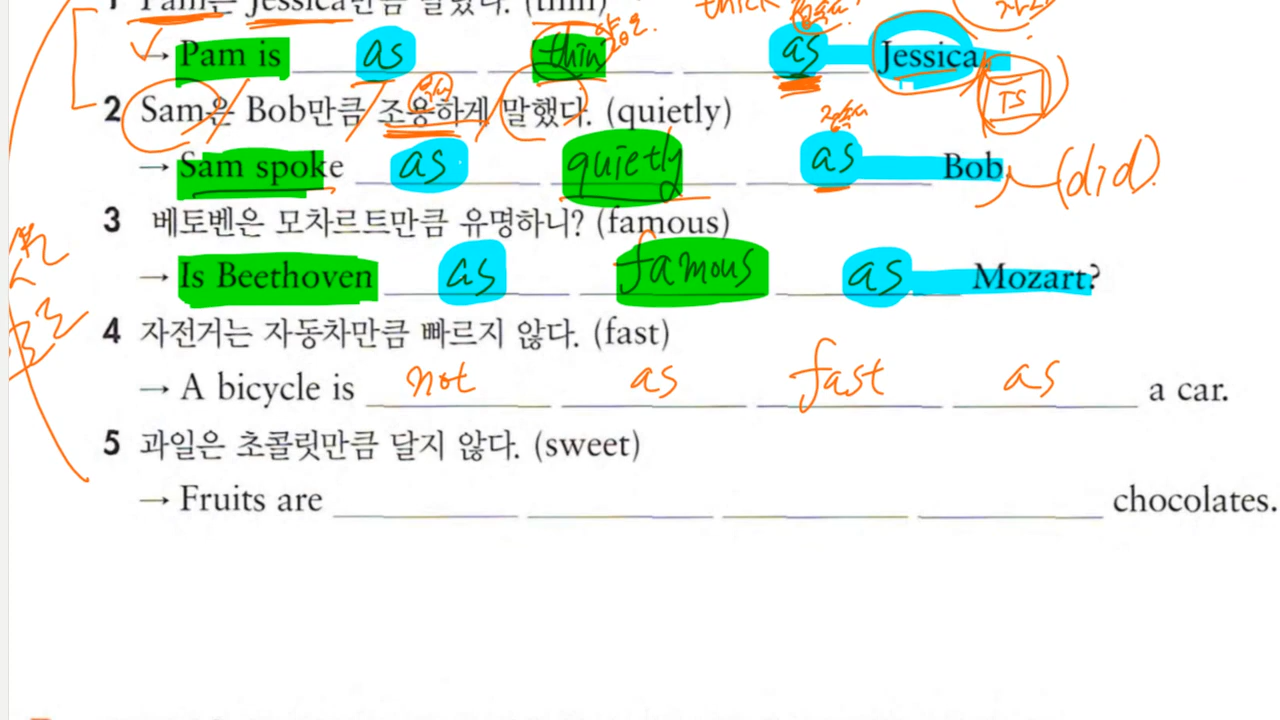 1 Pam은 Jessica만큼 말랐다. (thin) thick
→ Pam is as thin as Jessica. is
2 Sam은 Bob만큼 조용하게 말했다. (quietly)
→ Sam spoke as quietly as Bob. (did).
3 베토벤은 모차르트만큼 유명하니? (famous)
→ Is Beethoven as famous as Mozart?
4 자전거는 자동차만큼 빠르지 않다. (fast)
→ A bicycle is not as fast as a car.
5 과일은 초콜릿만큼 달지 않다. (sweet)
→ Fruits are chocolates.